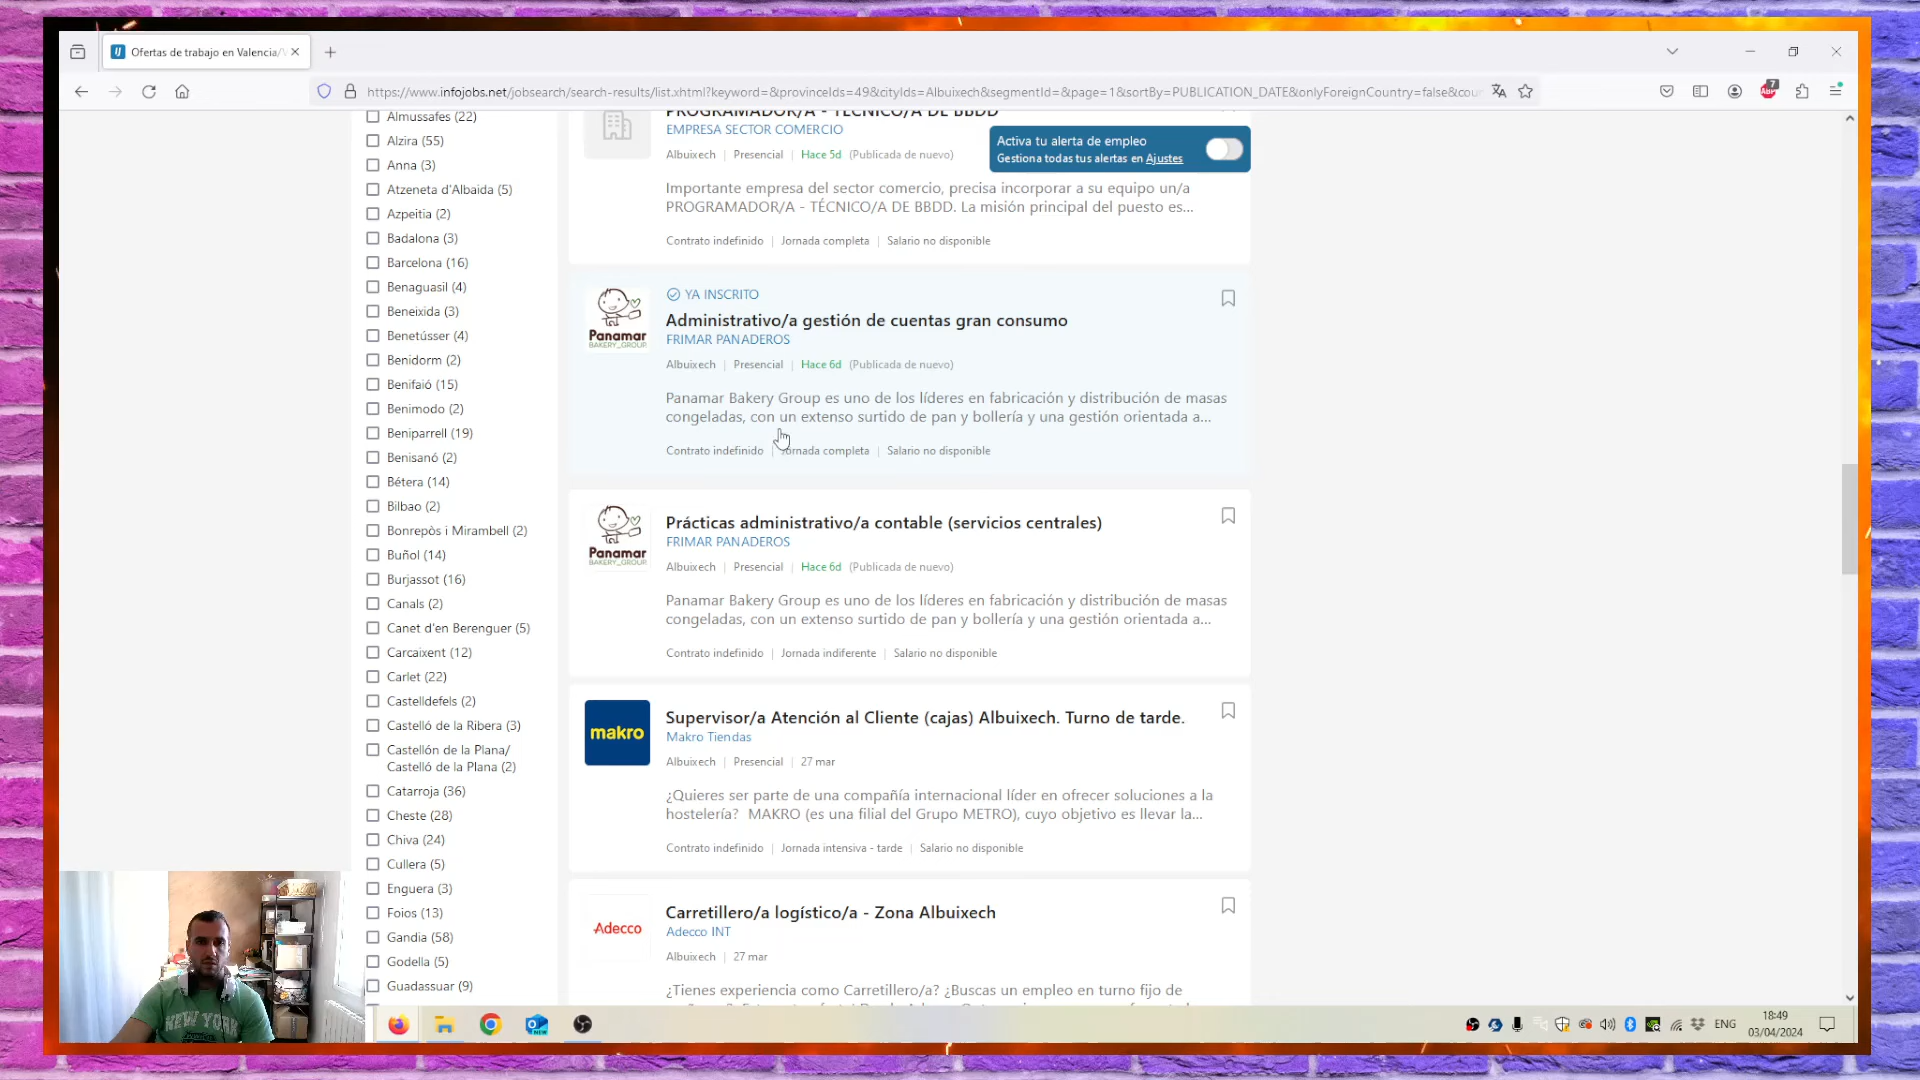 Ofertas de trabajo en Valencia/V
https://www.infojobs.net/jobsearch/search-results/list.xhtml?keyword=&provinceIds=49&cityIds=Albuixech&segmentId=&page=1&sortBy=PUBLICATION_DATE&onlyForeignCountry=false&cou
7
ABP
Almussafes (22)
Alzira (55)
Anna (3)
Atzeneta d'Albaida (5)
Azpeitia (2)
Badalona (3)
Barcelona (16)
Benaguasil (4)
Beneixida (3)
Benetússer (4)
Benidorm (2)
Benifaió (15)
Benimodo (2)
Beniparrell (19)
Benisanó (2)
Bétera (14)
Bilbao (2)
Bonrepòs i Mirambell (2)
Buñol (14)
Burjassot (16)
Canals (2)
Canet d'en Berenguer (5)
Carcaixent (12)
Carlet (22)
Castelldefels (2)
Castelló de la Ribera (3)
Castellón de la Plana/
Castelló de la Plana (2)
Catarroja (36)
Cheste (28)
Chiva (24)
Cullera (5)
Enguera (3)
Foios (13)
Gandia (58)
Godella (5)
Guadassuar (9)
PROGRAMADOR/A - TÉCNICO/A DE BBDD
EMPRESA SECTOR COMERCIO
Albuixech | Presencial | Hace 5d (Publicada de nuevo)
Activa tu alerta de empleo
Gestiona todas tus alertas en Ajustes
Importante empresa del sector comercio, precisa incorporar a su equipo un/a
PROGRAMADOR/A - TÉCNICO/A DE BBDD. La misión principal del puesto es...
Contrato indefinido | Jornada completa | Salario no disponible
Panamar
BAKERY_GROUP
YA INSCRITO
Administrativo/a gestión de cuentas gran consumo
FRIMAR PANADEROS
Albuixech | Presencial | Hace 6d (Publicada de nuevo)
Panamar Bakery Group es uno de los líderes en fabricación y distribución de masas
congeladas, con un extenso surtido de pan y bollería y una gestión orientada a...
Contrato indefinido | Jornada completa | Salario no disponible
Panamar
BAKERY_GROUP
Prácticas administrativo/a contable (servicios centrales)
FRIMAR PANADEROS
Albuixech | Presencial | Hace 6d (Publicada de nuevo)
Panamar Bakery Group es uno de los líderes en fabricación y distribución de masas
congeladas, con un extenso surtido de pan y bollería y una gestión orientada a...
Contrato indefinido | Jornada indiferente | Salario no disponible
makro
Supervisor/a Atención al Cliente (cajas) Albuixech. Turno de tarde.
Makro Tiendas
Albuixech | Presencial | 27 mar
¿Quieres ser parte de una compañía internacional líder en ofrecer soluciones a la
hostelería? MAKRO (es una filial del Grupo METRO), cuyo objetivo es llevar la...
Contrato indefinido | Jornada intensiva - tarde | Salario no disponible
Adecco
Carretillero/a logístico/a - Zona Albuixech
Adecco INT
Albuixech | 27 mar
¿Tienes experiencia como Carretillero/a? ¿Buscas un empleo en turno fijo de
NEW YORK
ENG
18:49
03/04/2024